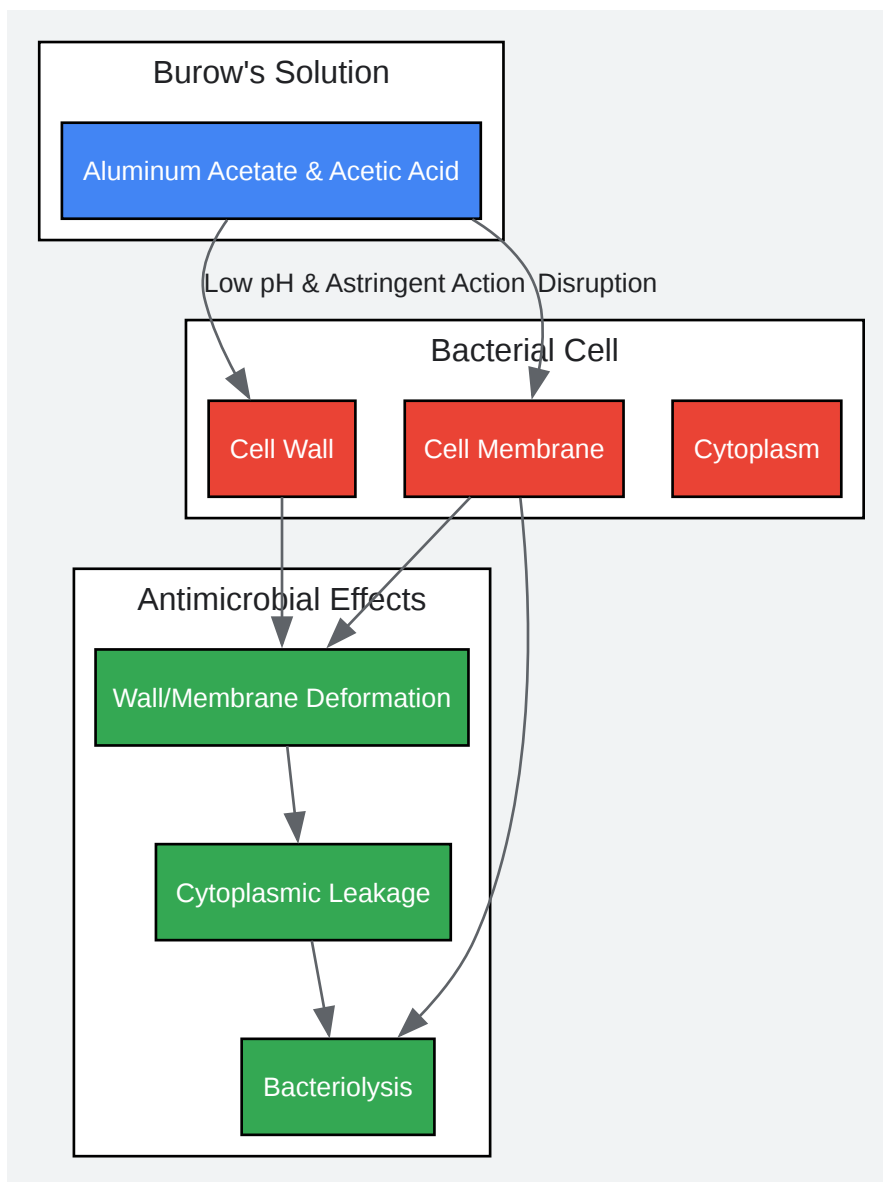 Burow's Solution
Aluminum Acetate & Acetic Acid
Low pH & Astringent Action
Disruption
Bacterial Cell
Cell Wall
Cell Membrane
Cytoplasm
Antimicrobial Effects
Wall/Membrane Deformation
Cytoplasmic Leakage
Bacteriolysis